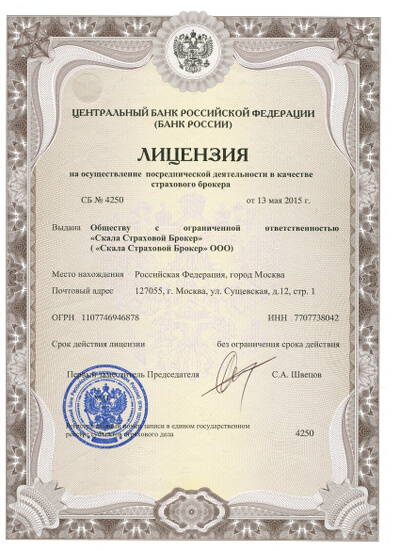 ЦЕНТРАЛЬНЫЙ БАНК РОССИЙСКОЙ ФЕДЕРАЦИИ
(БАНК РОССИИ)
ЛИЦЕНЗИЯ
на осуществление посреднической деятельности в качестве
страхового брокера
СБ № 4250 от 13 мая 2015 г.
Выдана Обществу с ограниченной ответственностью
«Скала Страховой Брокер»
( «Скала Страховой Брокер» ООО)
Место нахождения Российская Федерация, город Москва
Почтовый адрес 127055, г. Москва, ул. Сущевская, д.12, стр. 1
ОГРН 1107746946878 ИНН 7707738042
Срок действия лицензии без ограничения срока действия
Первый заместитель Председателя С.А. Швецов
номер записи в едином государственном
страхового дела 4250